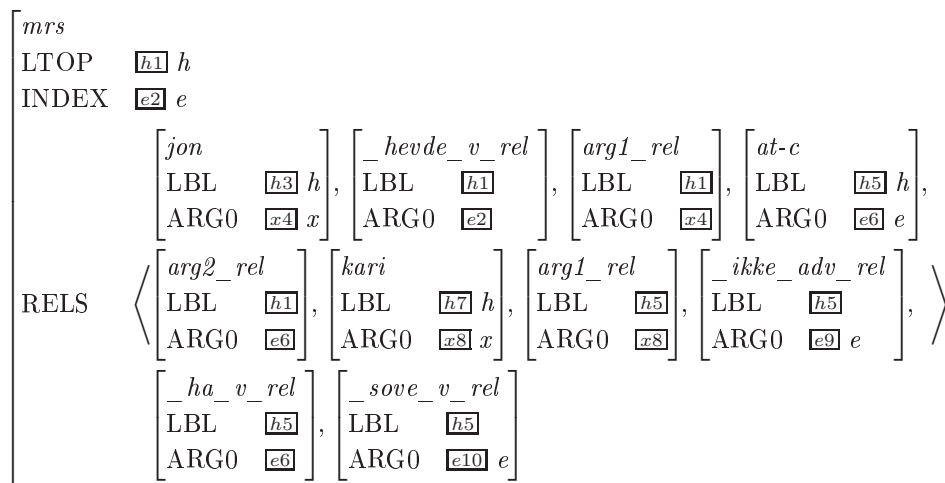 mrs
LTOP h1 h
INDEX e2 e
jon _hevde_v_rel arg1_rel at-c
LBL h3 h, LBL h1, LBL h1, LBL h5 h,
ARG0 x4 x ARG0 e2 ARG0 x4 ARG0 e6 e
arg2_rel kari arg1_rel _ikke_adv_rel
RELS ⟨ LBL h1, LBL h7 h, LBL h5, LBL h5, ⟩
ARG0 e6 ARG0 x8 x ARG0 x8 ARG0 e9 e
_ha_v_rel _sove_v_rel
LBL h5, LBL h5
ARG0 e6 ARG0 e10 e